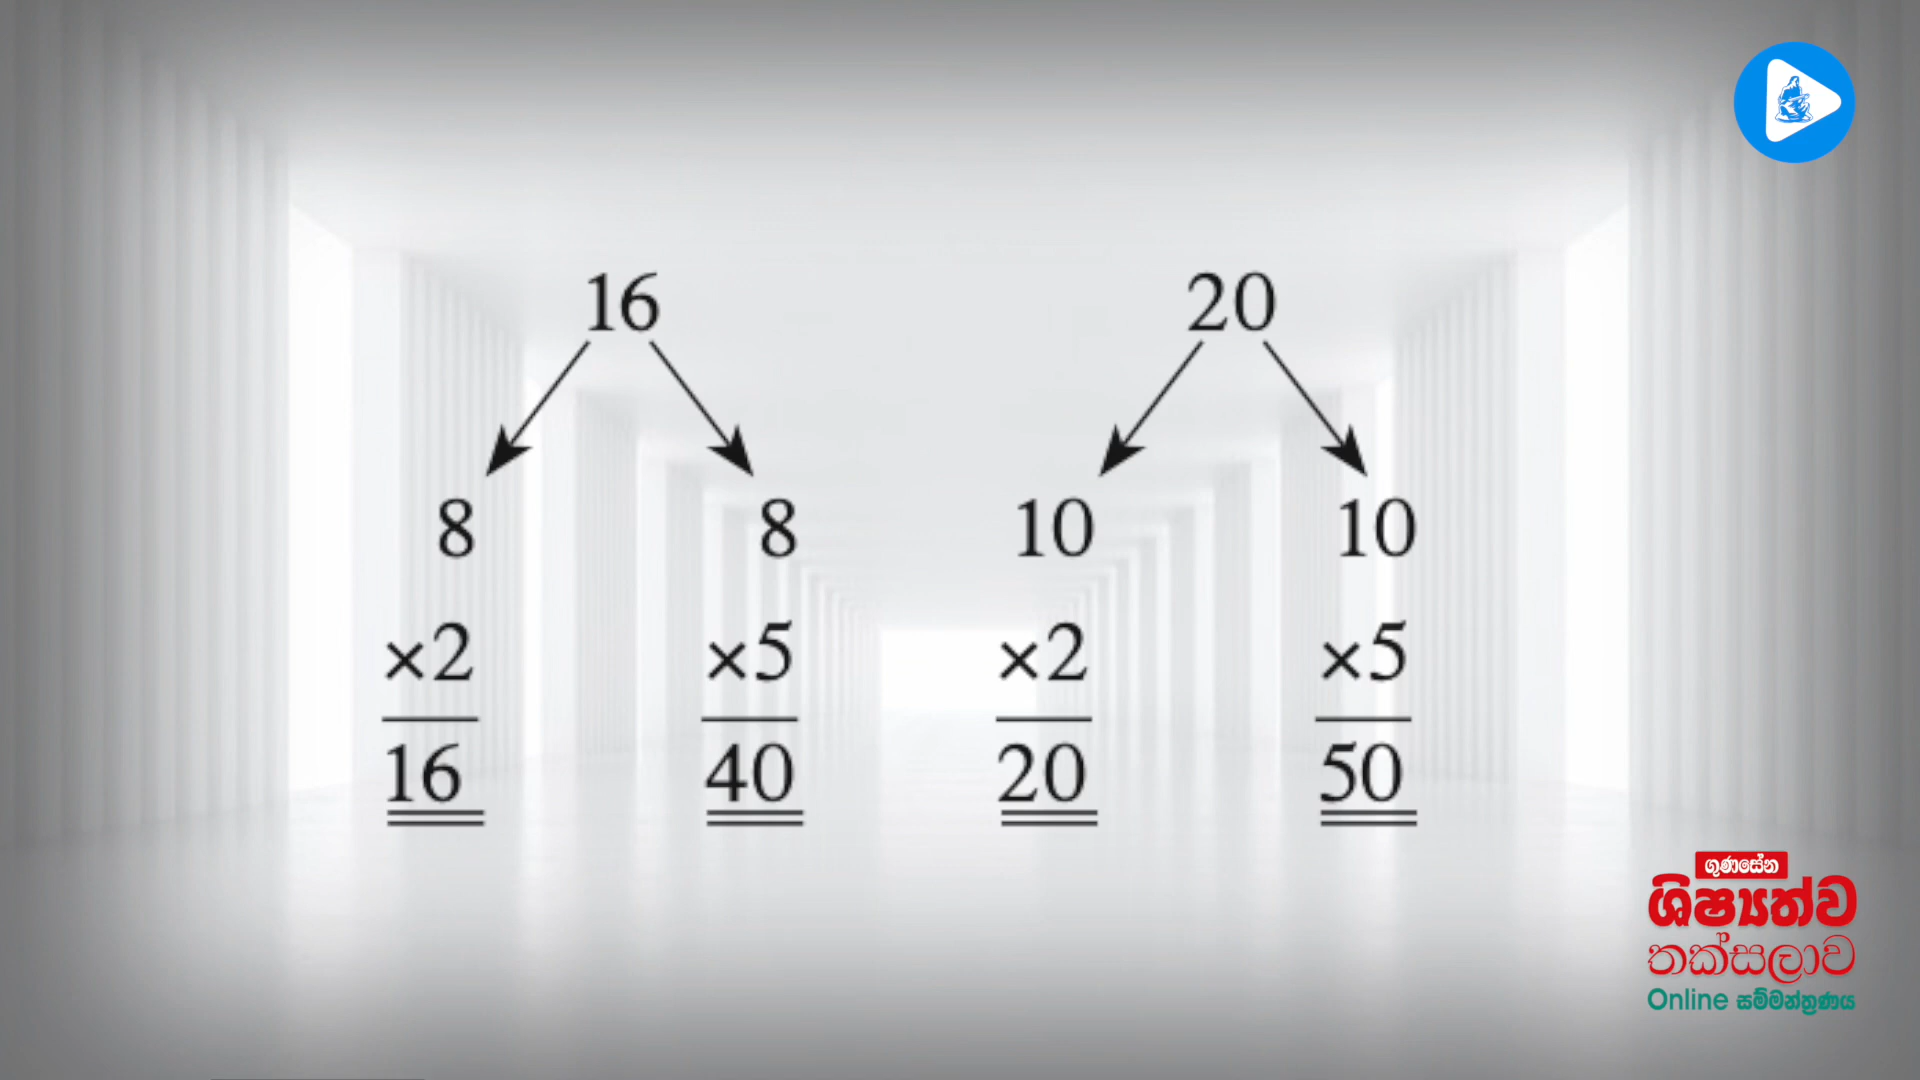 16 20
8 8 10 10
×2 ×5 ×2 ×5
16 40 20 50
ගුණසේන
ශිෂ්‍යත්ව
තක්සලාව
Online සම්මන්ත්‍රණය